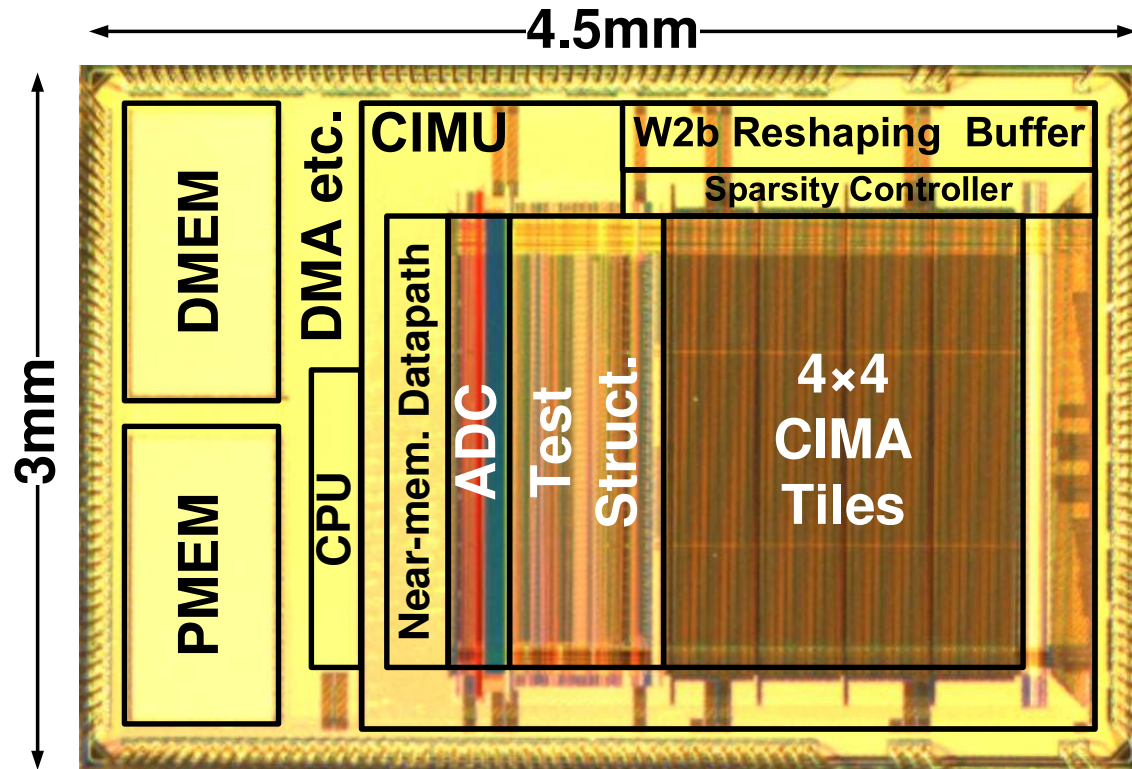 4.5mm
3mm
DMEM
PMEM
DMA etc.
CPU
CIMU
W2b Reshaping Buffer
Sparsity Controller
Near-mem. Datapath
ADC
Test
Struct.
4×4
CIMA
Tiles